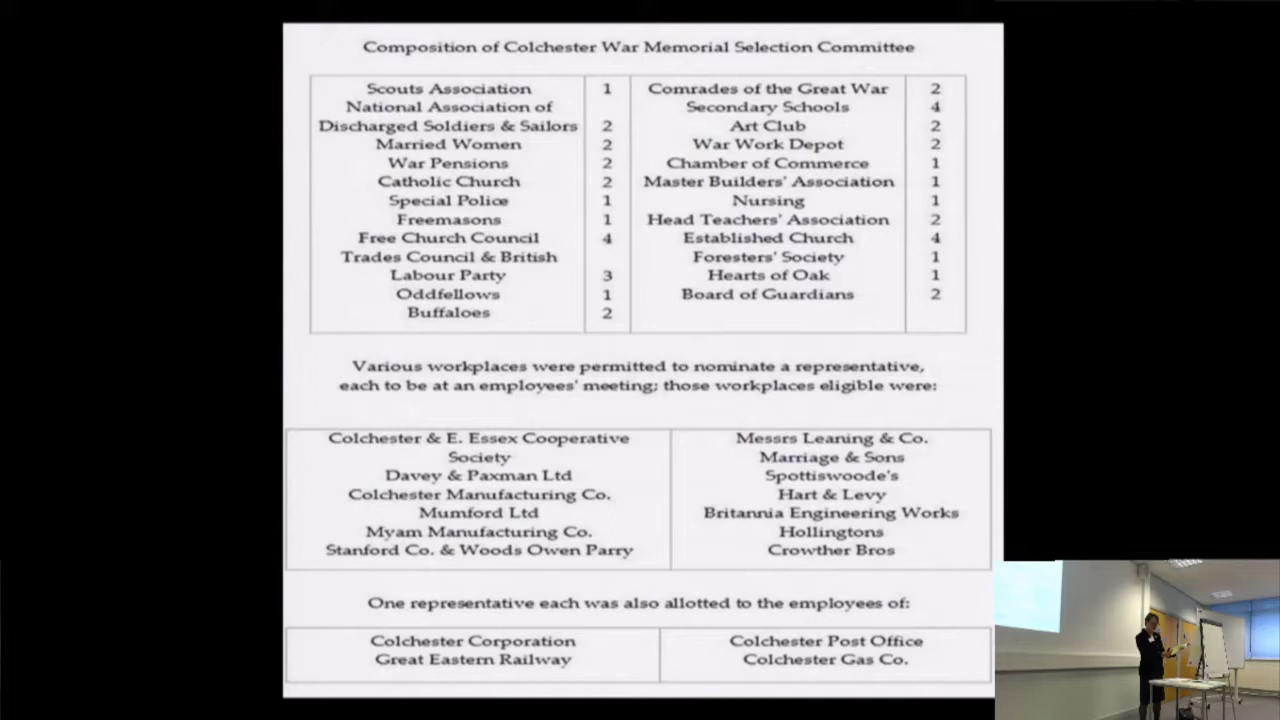 Composition of Colchester War Memorial Selection Committee
Scouts Association 1
National Association of
Discharged Soldiers & Sailors 2
Married Women 2
War Pensions 2
Catholic Church 2
Special Police 1
Freemasons 1
Free Church Council 4
Trades Council & British
Labour Party 3
Oddfellows 1
Buffaloes 2
Comrades of the Great War 2
Secondary Schools 4
Art Club 2
War Work Depot 2
Chamber of Commerce 1
Master Builders' Association 1
Nursing 1
Head Teachers' Association 2
Established Church 4
Foresters' Society 1
Hearts of Oak 1
Board of Guardians 2
Various workplaces were permitted to nominate a representative,
each to be at an employees' meeting; those workplaces eligible were:
Colchester & E. Essex Cooperative
Society
Davey & Paxman Ltd
Colchester Manufacturing Co.
Mumford Ltd
Myam Manufacturing Co.
Stanford Co. & Woods Owen Parry
Messrs Leaning & Co.
Marriage & Sons
Spottiswoode's
Hart & Levy
Britannia Engineering Works
Hollingtons
Crowther Bros
One representative each was also allotted to the employees of:
Colchester Corporation
Great Eastern Railway
Colchester Post Office
Colchester Gas Co.